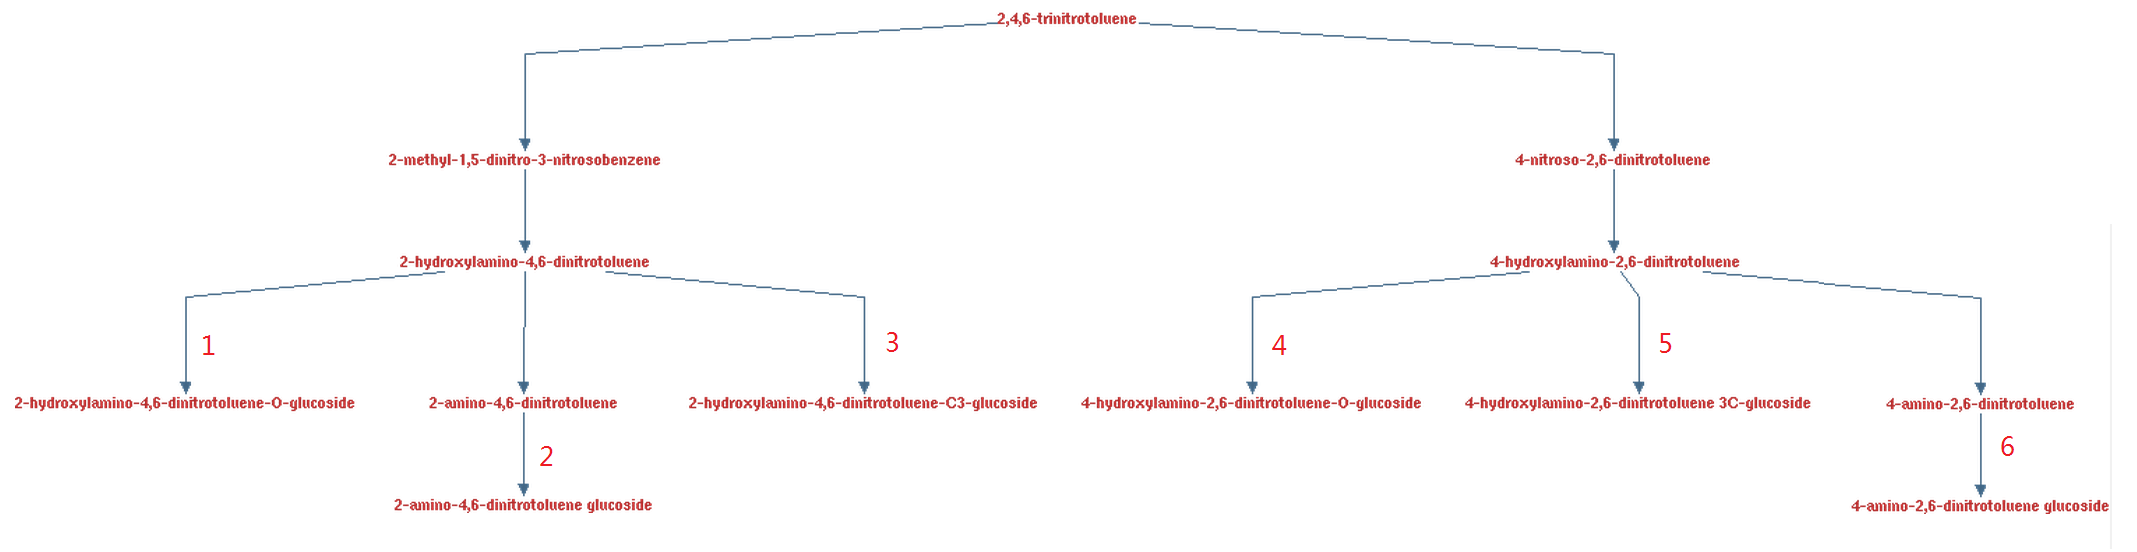 2,4,6-trinitrotoluene
2-methyl-1,5-dinitro-3-nitrosobenzene
4-nitroso-2,6-dinitrotoluene
2-hydroxylamino-4,6-dinitrotoluene
4-hydroxylamino-2,6-dinitrotoluene
1
3
4
5
2-hydroxylamino-4,6-dinitrotoluene-O-glucoside
2-amino-4,6-dinitrotoluene
2-hydroxylamino-4,6-dinitrotoluene-C3-glucoside
4-hydroxylamino-2,6-dinitrotoluene-O-glucoside
4-hydroxylamino-2,6-dinitrotoluene 3C-glucoside
4-amino-2,6-dinitrotoluene
2
6
2-amino-4,6-dinitrotoluene glucoside
4-amino-2,6-dinitrotoluene glucoside